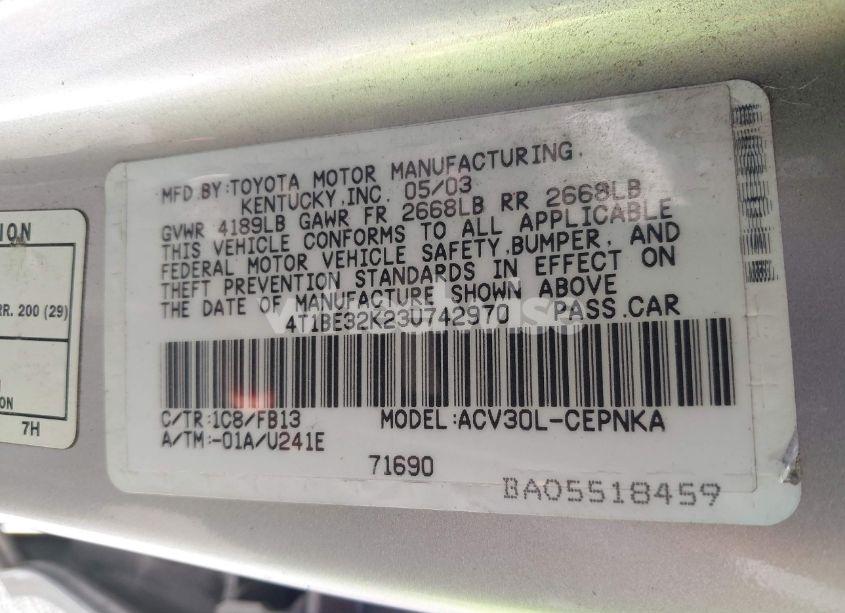 MFD.BY:TOYOTA MOTOR MANUFACTURING,
KENTUCKY,INC. 05/03
GVWR 4189LB GAWR FR 2668LB RR 2668LB
THIS VEHICLE CONFORMS TO ALL APPLICABLE
FEDERAL MOTOR VEHICLE SAFETY,BUMPER, AND
THEFT PREVENTION STANDARDS IN EFFECT ON
THE DATE OF MANUFACTURE SHOWN ABOVE
4T1BE32K23U742970 PASS.CAR
C/TR:1C8/FB13 MODEL:ACV30L-CEPNKA
A/TM:-01A/U241E
71690
BA05518459
ION
RR. 200 (29)
N
ON
7H